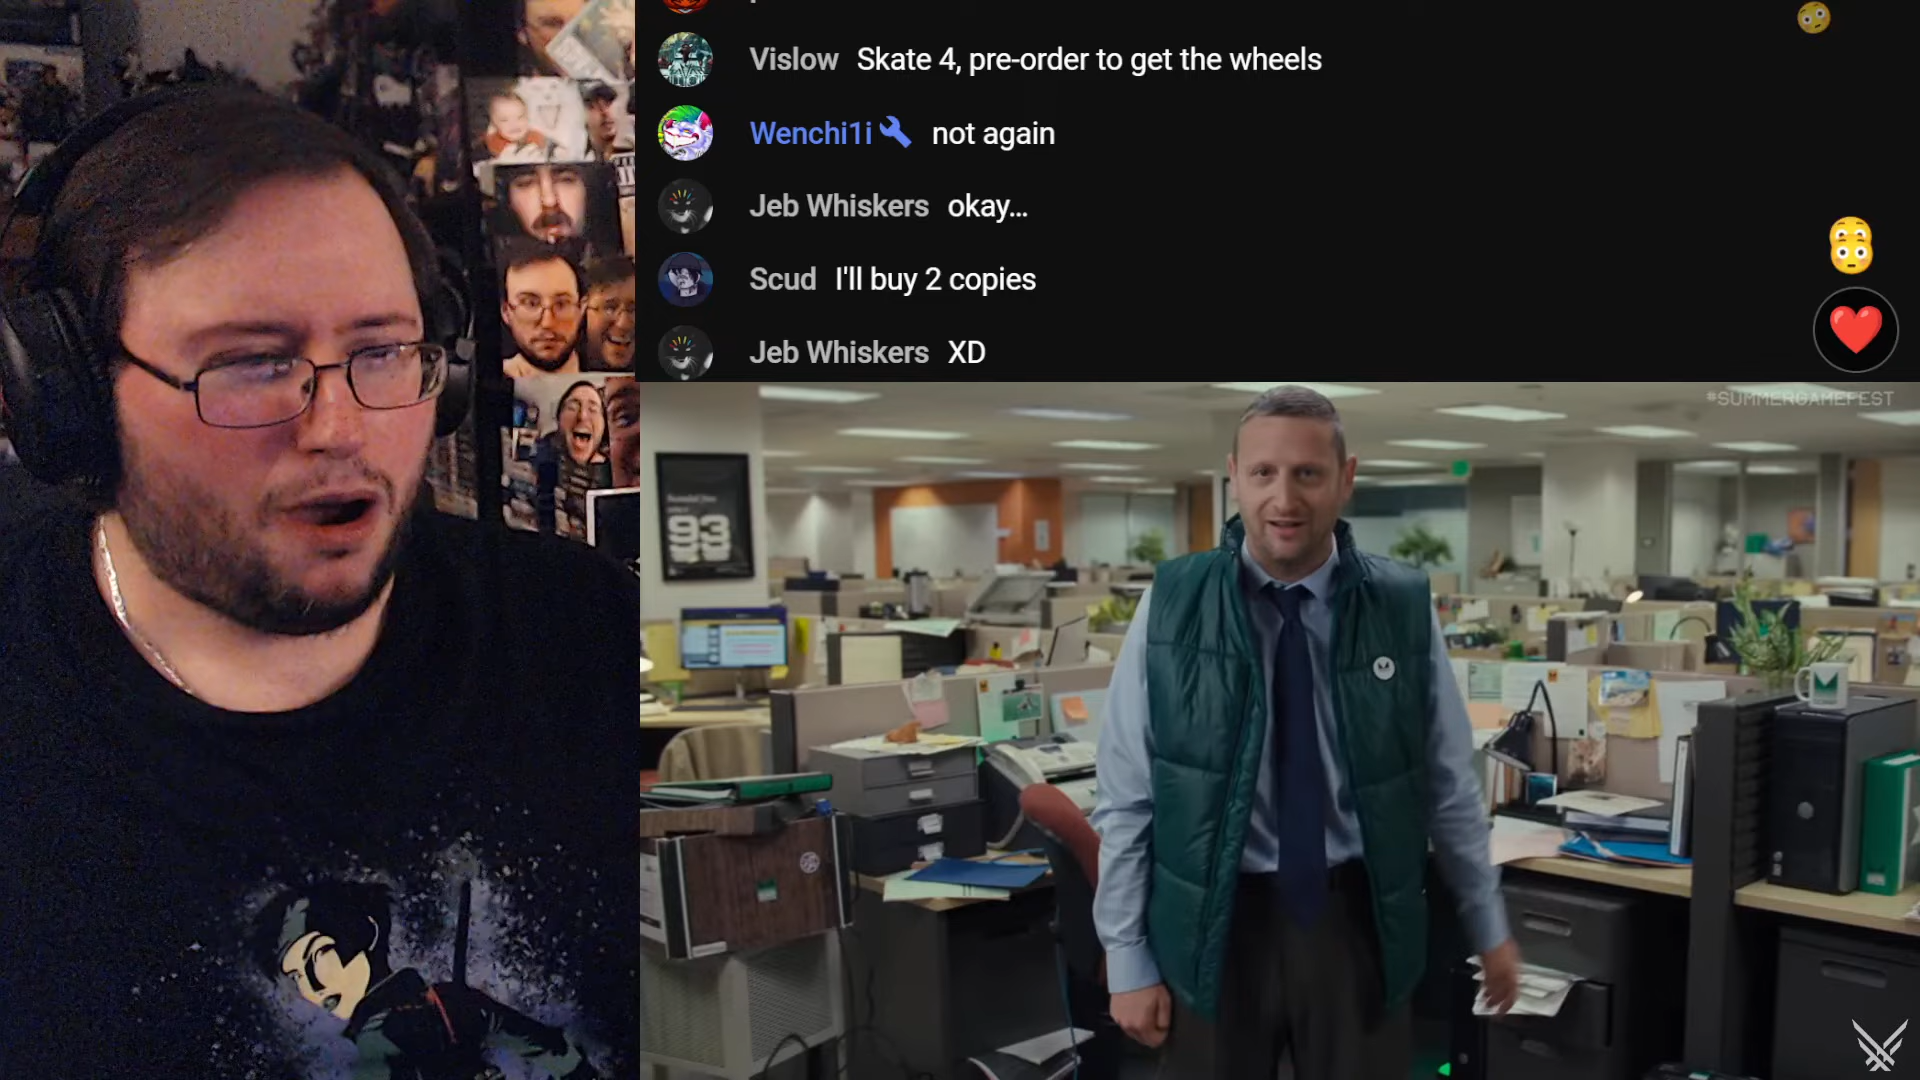 Vislow Skate 4, pre-order to get the wheels
Wenchi1i not again
Jeb Whiskers okay...
Scud I'll buy 2 copies
Jeb Whiskers XD
#SUMMERGAMEFEST
93